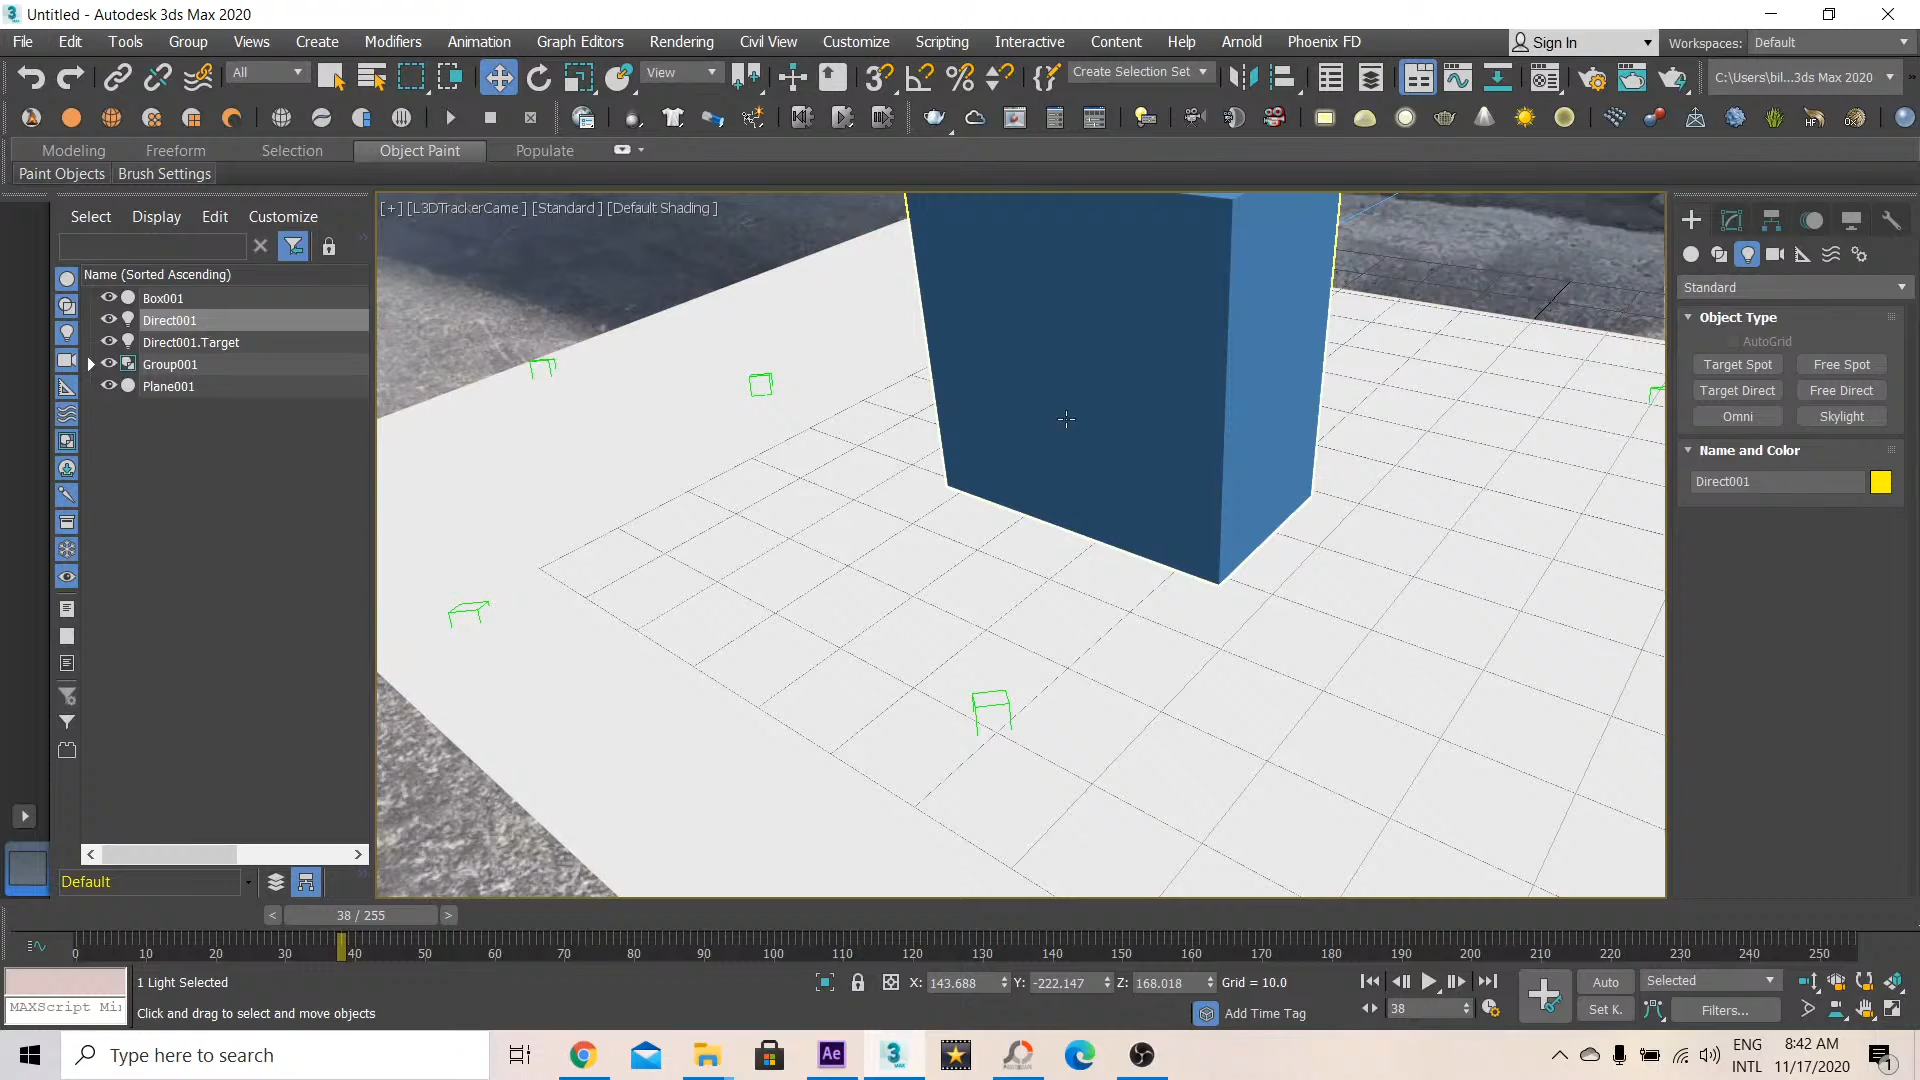 Untitled - Autodesk 3ds Max 2020
File Edit Tools Group Views Create Modifiers Animation Graph Editors Rendering Civil View Customize Scripting Interactive Content Help Arnold Phoenix FD
Sign In
Workspaces: Default
All
View
Create Selection Set
C:\Users\bil...3ds Max 2020
Modeling Freeform Selection Object Paint Populate
Paint Objects Brush Settings
Select Display Edit Customize
[+] [L3DTrackerCame ] [Standard ] [Default Shading ]
Name (Sorted Ascending)
Box001
Direct001
Direct001.Target
Group001
Plane001
Standard
Object Type
AutoGrid
Target Spot Free Spot
Target Direct Free Direct
Omni Skylight
Name and Color
Direct001
Default
< 38 / 255 >
0 10 20 30 40 50 60 70 80 90 100 110 120 130 140 150 160 170 180 190 200 210 220 230 240 250
1 Light Selected
X: 143.688 Y: -222.147 Z: 168.018 Grid = 10.0
Auto Selected
MAXScript Mi
Click and drag to select and move objects
Add Time Tag
38
Set K. Filters...
Type here to search
Ae
3
MAX
ENG
INTL
8:42 AM
11/17/2020
1